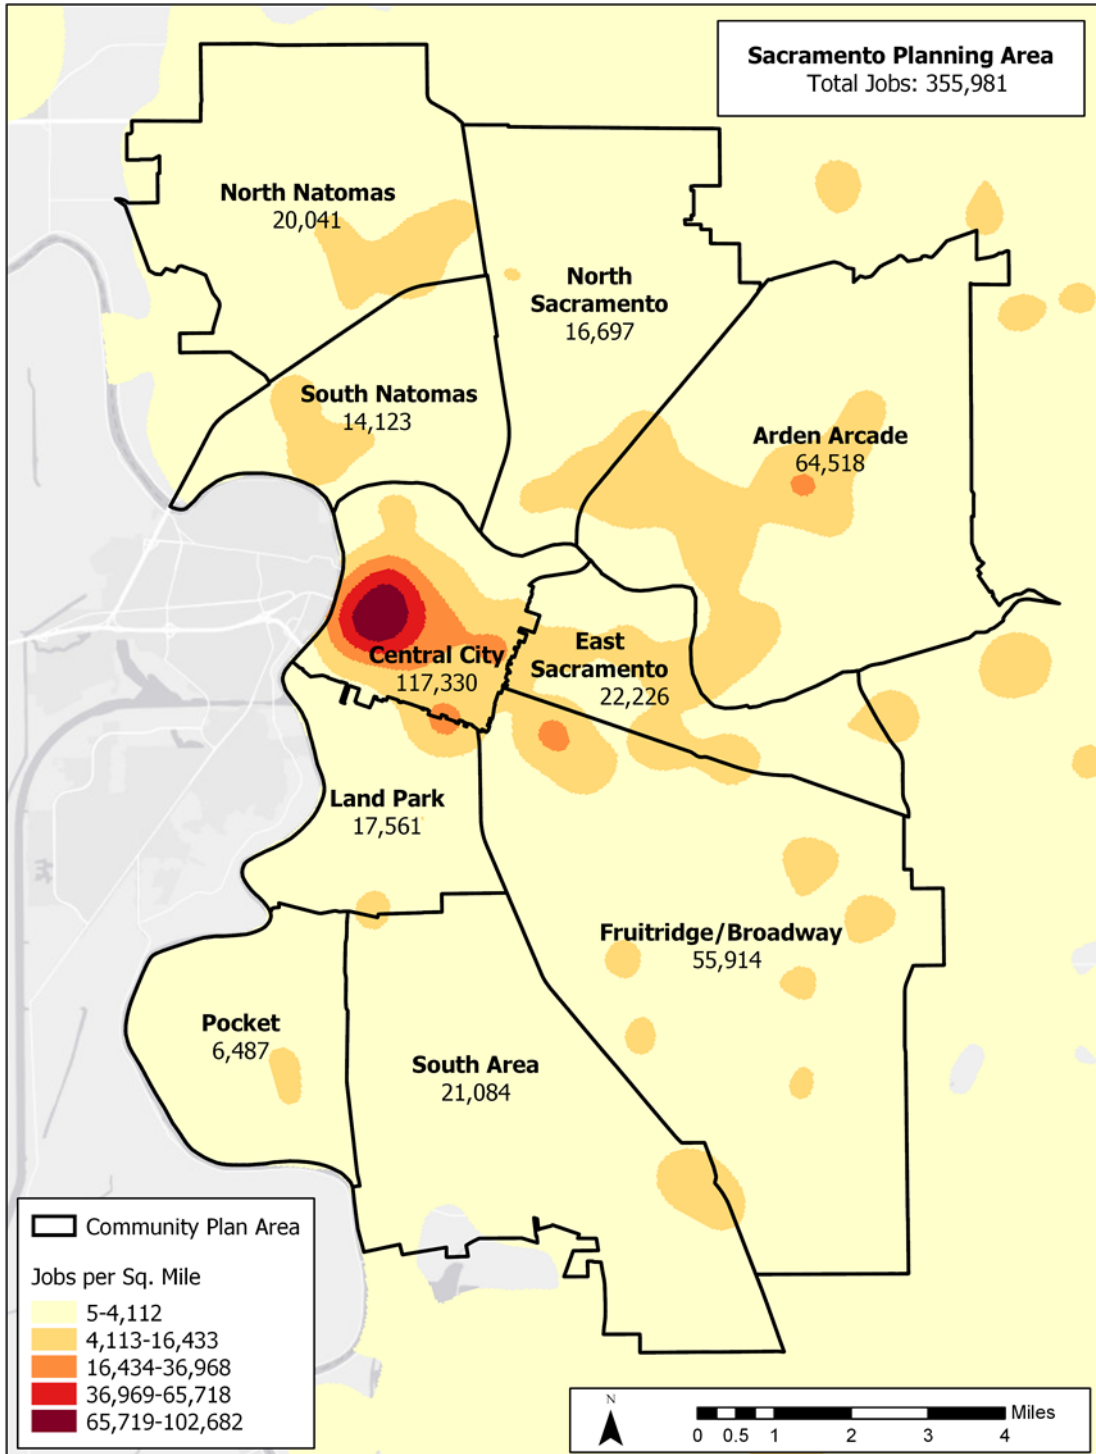 Sacramento Planning Area
Total Jobs: 355,981
North Natomas
20,041
North
Sacramento
16,697
South Natomas
14,123
Arden Arcade
64,518
Central City
117,330
East
Sacramento
22,226
Land Park
17,561
Fruitridge/Broadway
55,914
Pocket
6,487
South Area
21,084
Community Plan Area
Jobs per Sq. Mile
5-4,112
4,113-16,433
16,434-36,968
36,969-65,718
65,719-102,682
N
Miles
0 0.5 1 2 3 4